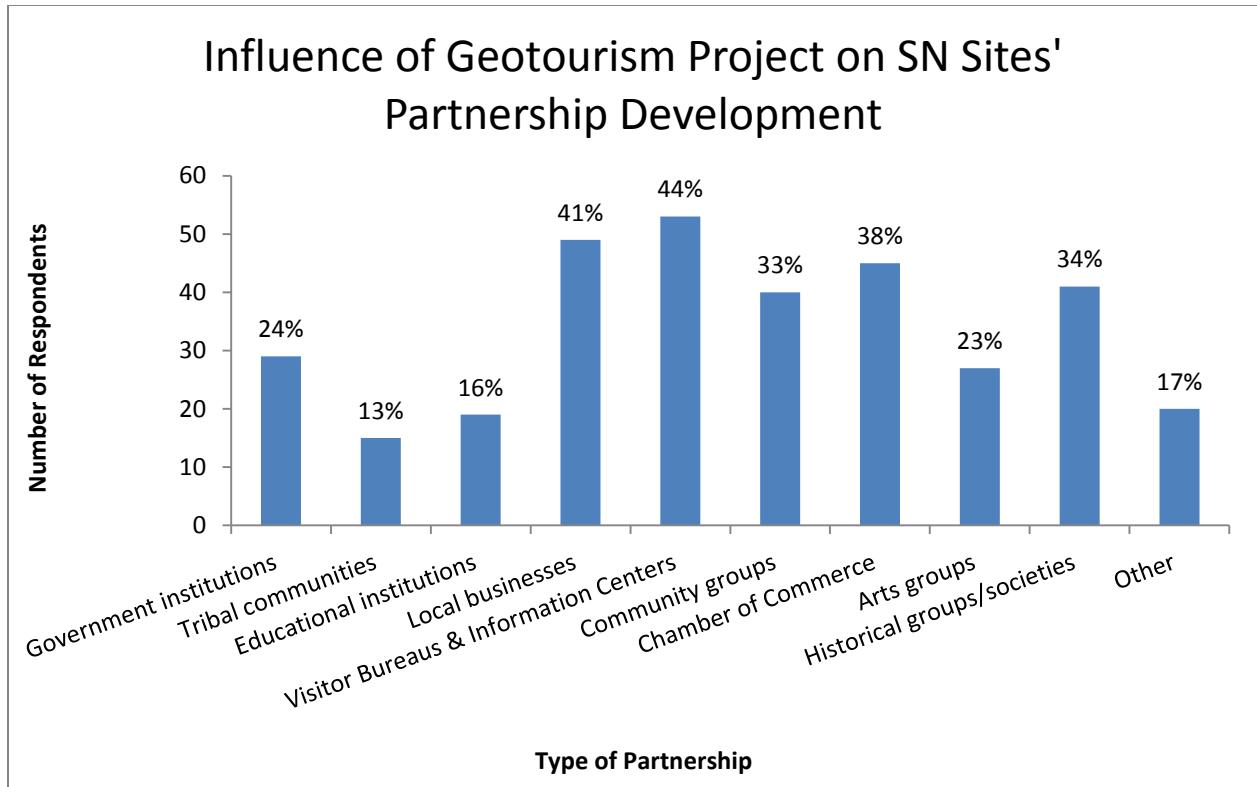 Influence of Geotourism Project on SN Sites'
Partnership Development
Number of Respondents
60
50
40
30
20
10
0
24%
13%
16%
41%
44%
33%
38%
23%
34%
17%
Government institutions
Tribal communities
Educational institutions
Local businesses
Visitor Bureaus & Information Centers
Community groups
Chamber of Commerce
Arts groups
Historical groups/societies
Other
Type of Partnership